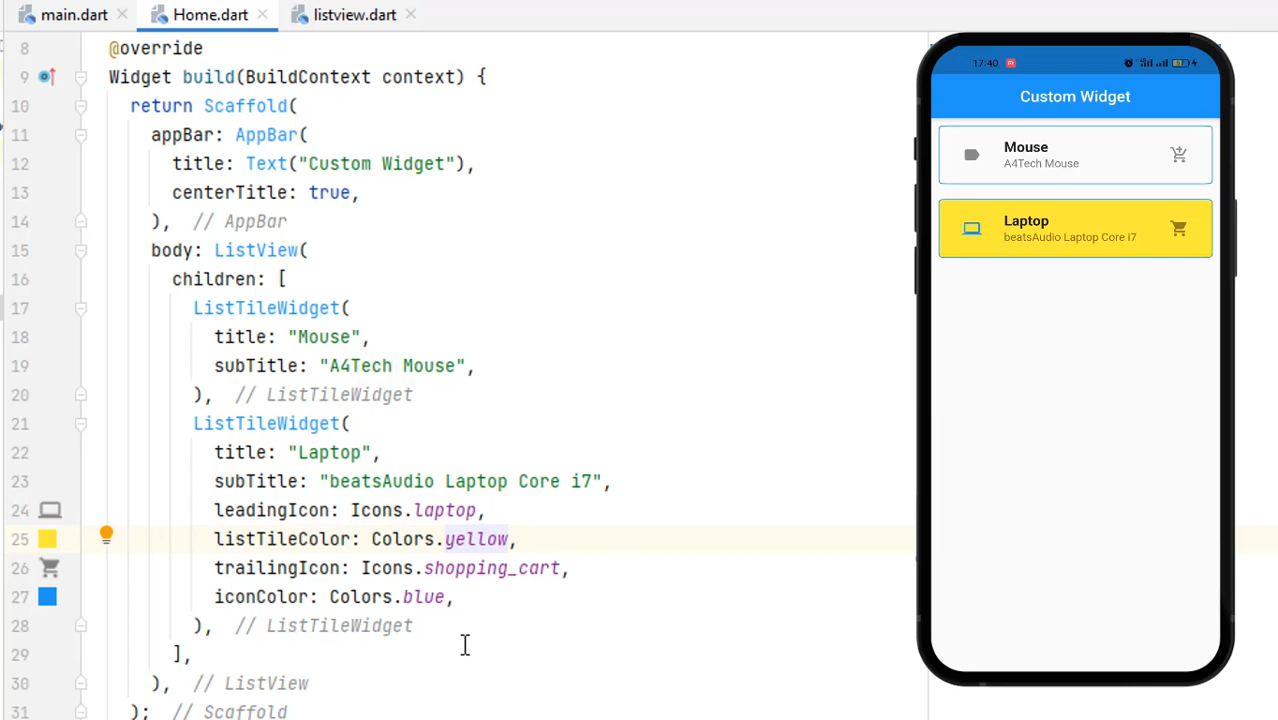 main.dart
Home.dart
listview.dart
8 @override
9 Widget build(BuildContext context) {
10 return Scaffold(
11 appBar: AppBar(
12 title: Text("Custom Widget"),
13 centerTitle: true,
14 ), // AppBar
15 body: ListView(
16 children: [
17 ListTileWidget(
18 title: "Mouse",
19 subTitle: "A4Tech Mouse",
20 ), // ListTileWidget
21 ListTileWidget(
22 title: "Laptop",
23 subTitle: "beatsAudio Laptop Core i7",
24 leadingIcon: Icons.laptop,
25 listTileColor: Colors.yellow,
26 trailingIcon: Icons.shopping_cart,
27 iconColor: Colors.blue,
28 ), // ListTileWidget
29 ],
30 ), // ListView
31 ); // Scaffold
17:40
Custom Widget
Mouse
A4Tech Mouse
Laptop
beatsAudio Laptop Core i7